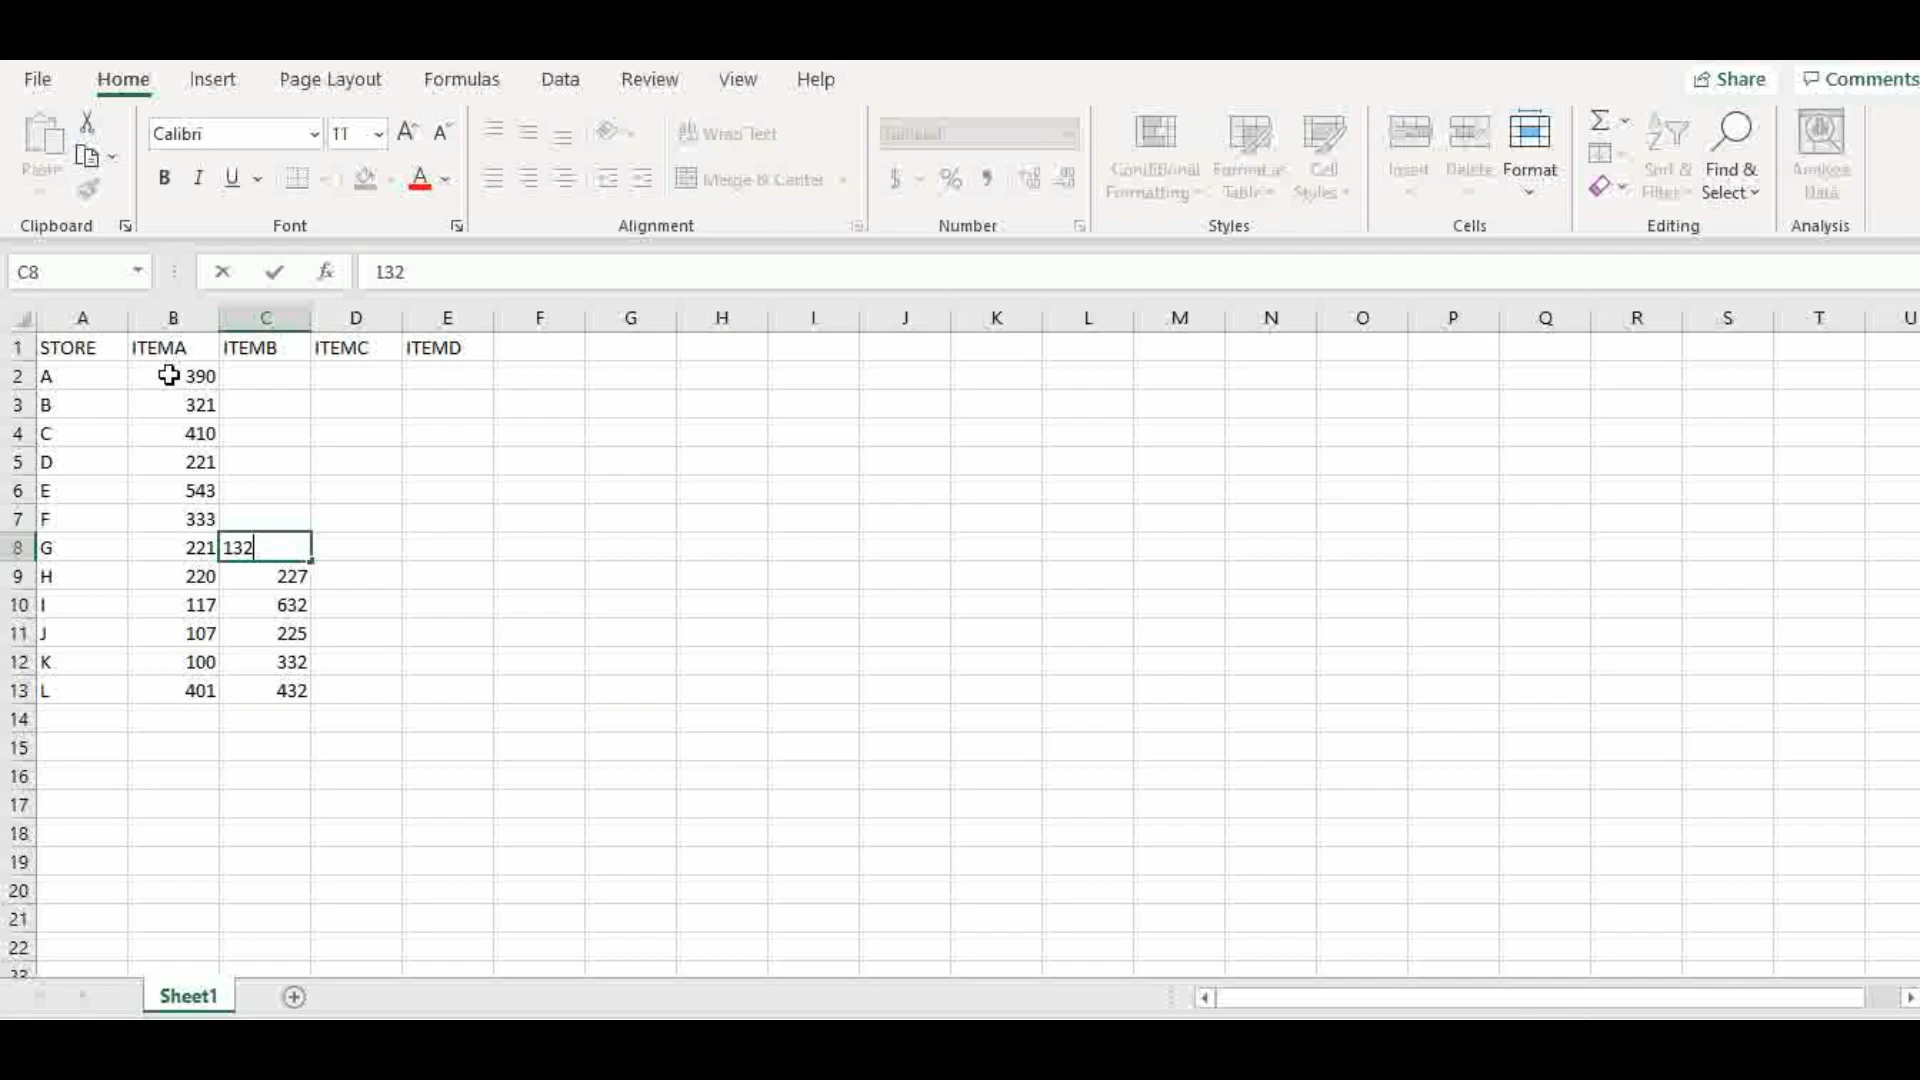 File Home Insert Page Layout Formulas Data Review View Help Share Comments
Calibri 11 A A Wrap Text
Paste B I U A Merge & Center $ % Conditional Formatting Format as Table Cell Styles Insert Delete Format Σ Sort & Filter Find & Select Analyze Data
Clipboard Font Alignment Number Styles Cells Editing Analysis
C8 fx 132
A B C D E F G H I J K L M N O P Q R S T U
1 STORE ITEMA ITEMB ITEMC ITEMD
2 A 390
3 B 321
4 C 410
5 D 221
6 E 543
7 F 333
8 G 221 132
9 H 220 227
10 I 117 632
11 J 107 225
12 K 100 332
13 L 401 432
14
15
16
17
18
19
20
21
22
Sheet1